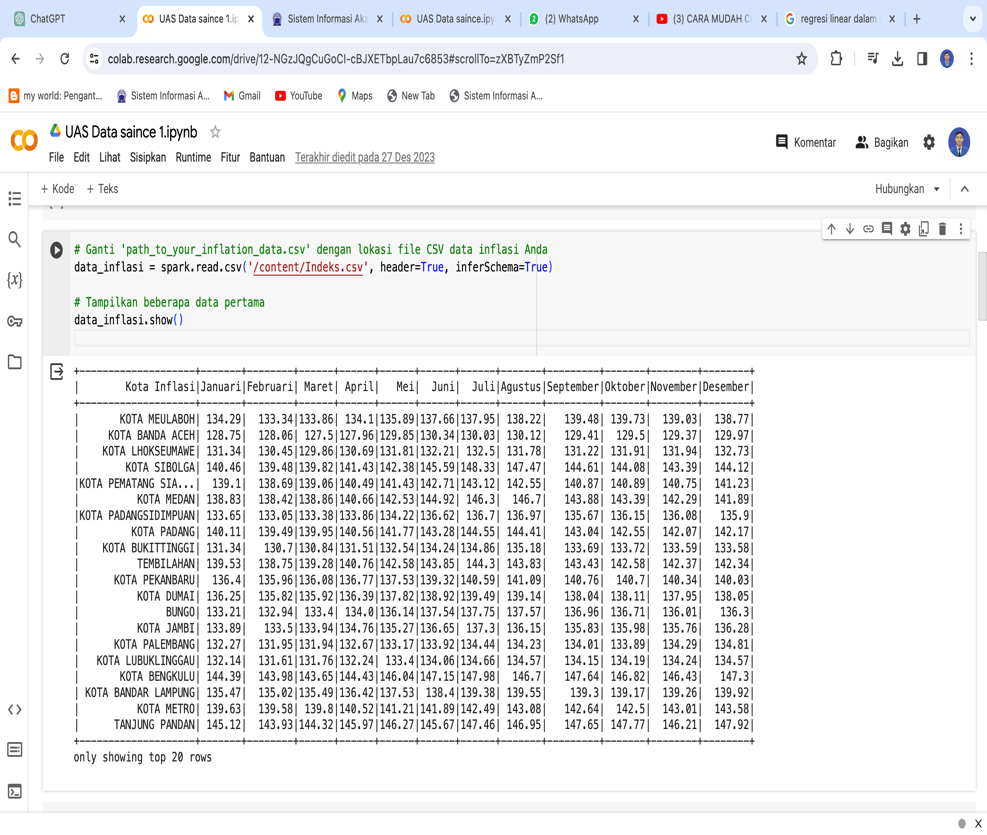 ChatGPT
UAS Data saince 1.ip
Sistem Informasi Aka
UAS Data saince.ipy
(2) WhatsApp
(3) CARA MUDAH C
regresi linear dalam
colab.research.google.com/drive/12-NGzJQgCuGoCI-cBJXETbpLau7c6853#scrollTo=zXBTyZmP2Sf1
my world: Pengant...
Sistem Informasi A...
Gmail
YouTube
Maps
New Tab
Sistem Informasi A...
UAS Data saince 1.ipynb
Komentar
Bagikan
File Edit Lihat Sisipkan Runtime Fitur Bantuan Terakhir diedit pada 27 Des 2023
+ Kode + Teks
Hubungkan
# Ganti 'path_to_your_inflation_data.csv' dengan lokasi file CSV data inflasi Anda
data_inflasi = spark.read.csv('/content/Indeks.csv', header=True, inferSchema=True)
# Tampilkan beberapa data pertama
data_inflasi.show()
+--------------------+-------+--------+------+------+------+------+------+-------+---------+-------+--------+--------+
| Kota Inflasi|Januari|Februari| Maret| April| Mei| Juni| Juli|Agustus|September|Oktober|November|Desember|
+--------------------+-------+--------+------+------+------+------+------+-------+---------+-------+--------+--------+
| KOTA MEULABOH| 134.29| 133.34|133.86| 134.1|135.89|137.66|137.95| 138.22| 139.48| 139.73| 139.03| 138.77|
| KOTA BANDA ACEH| 128.75| 128.06| 127.5|127.96|129.85|130.34|130.03| 130.12| 129.41| 129.5| 129.37| 129.97|
| KOTA LHOKSEUMAWE| 131.34| 130.45|129.86|130.69|131.81|132.21| 132.5| 131.78| 131.22| 131.91| 131.94| 132.73|
| KOTA SIBOLGA| 140.46| 139.48|139.82|141.43|142.38|145.59|148.33| 147.47| 144.61| 144.08| 143.39| 144.12|
|KOTA PEMATANG SIA...| 139.1| 138.69|139.06|140.49|141.43|142.71|143.12| 142.55| 140.87| 140.89| 140.75| 141.23|
| KOTA MEDAN| 138.83| 138.42|138.86|140.66|142.53|144.92| 146.3| 146.7| 143.88| 143.39| 142.29| 141.89|
|KOTA PADANGSIDIMPUAN| 133.65| 133.05|133.38|133.86|134.22|136.62| 136.7| 136.97| 135.67| 136.15| 136.08| 135.9|
| KOTA PADANG| 140.11| 139.49|139.95|140.56|141.77|143.28|144.55| 144.41| 143.04| 142.55| 142.07| 142.17|
| KOTA BUKITTINGGI| 131.34| 130.7|130.84|131.51|132.54|134.24|134.86| 135.18| 133.69| 133.72| 133.59| 133.58|
| TEMBILAHAN| 139.53| 138.75|139.28|140.76|142.58|143.85| 144.3| 143.83| 143.43| 142.58| 142.37| 142.34|
| KOTA PEKANBARU| 136.4| 135.96|136.08|136.77|137.53|139.32|140.59| 141.09| 140.76| 140.7| 140.34| 140.03|
| KOTA DUMAI| 136.25| 135.82|135.92|136.39|137.82|138.92|139.49| 139.14| 138.04| 138.11| 137.95| 138.05|
| BUNGO| 133.21| 132.94| 133.4| 134.0|136.14|137.54|137.75| 137.57| 136.96| 136.71| 136.01| 136.3|
| KOTA JAMBI| 133.89| 133.5|133.94|134.76|135.27|136.65| 137.3| 136.15| 135.83| 135.98| 135.76| 136.28|
| KOTA PALEMBANG| 132.27| 131.95|131.94|132.67|133.17|133.92|134.44| 134.23| 134.01| 133.89| 134.29| 134.81|
| KOTA LUBUKLINGGAU| 132.14| 131.61|131.76|132.24| 133.4|134.06|134.66| 134.57| 134.15| 134.19| 134.24| 134.57|
| KOTA BENGKULU| 144.39| 143.98|143.65|144.43|146.04|147.15|147.98| 146.7| 147.64| 146.82| 146.43| 147.3|
| KOTA BANDAR LAMPUNG| 135.47| 135.02|135.49|136.42|137.53| 138.4|139.38| 139.55| 139.3| 139.17| 139.26| 139.92|
| KOTA METRO| 139.63| 139.58| 139.8|140.52|141.21|141.89|142.49| 143.08| 142.64| 142.5| 143.01| 143.58|
| TANJUNG PANDAN| 145.12| 143.93|144.32|145.97|146.27|145.67|147.46| 146.95| 147.65| 147.77| 146.21| 147.92|
+--------------------+-------+--------+------+------+------+------+------+-------+---------+-------+--------+--------+
only showing top 20 rows